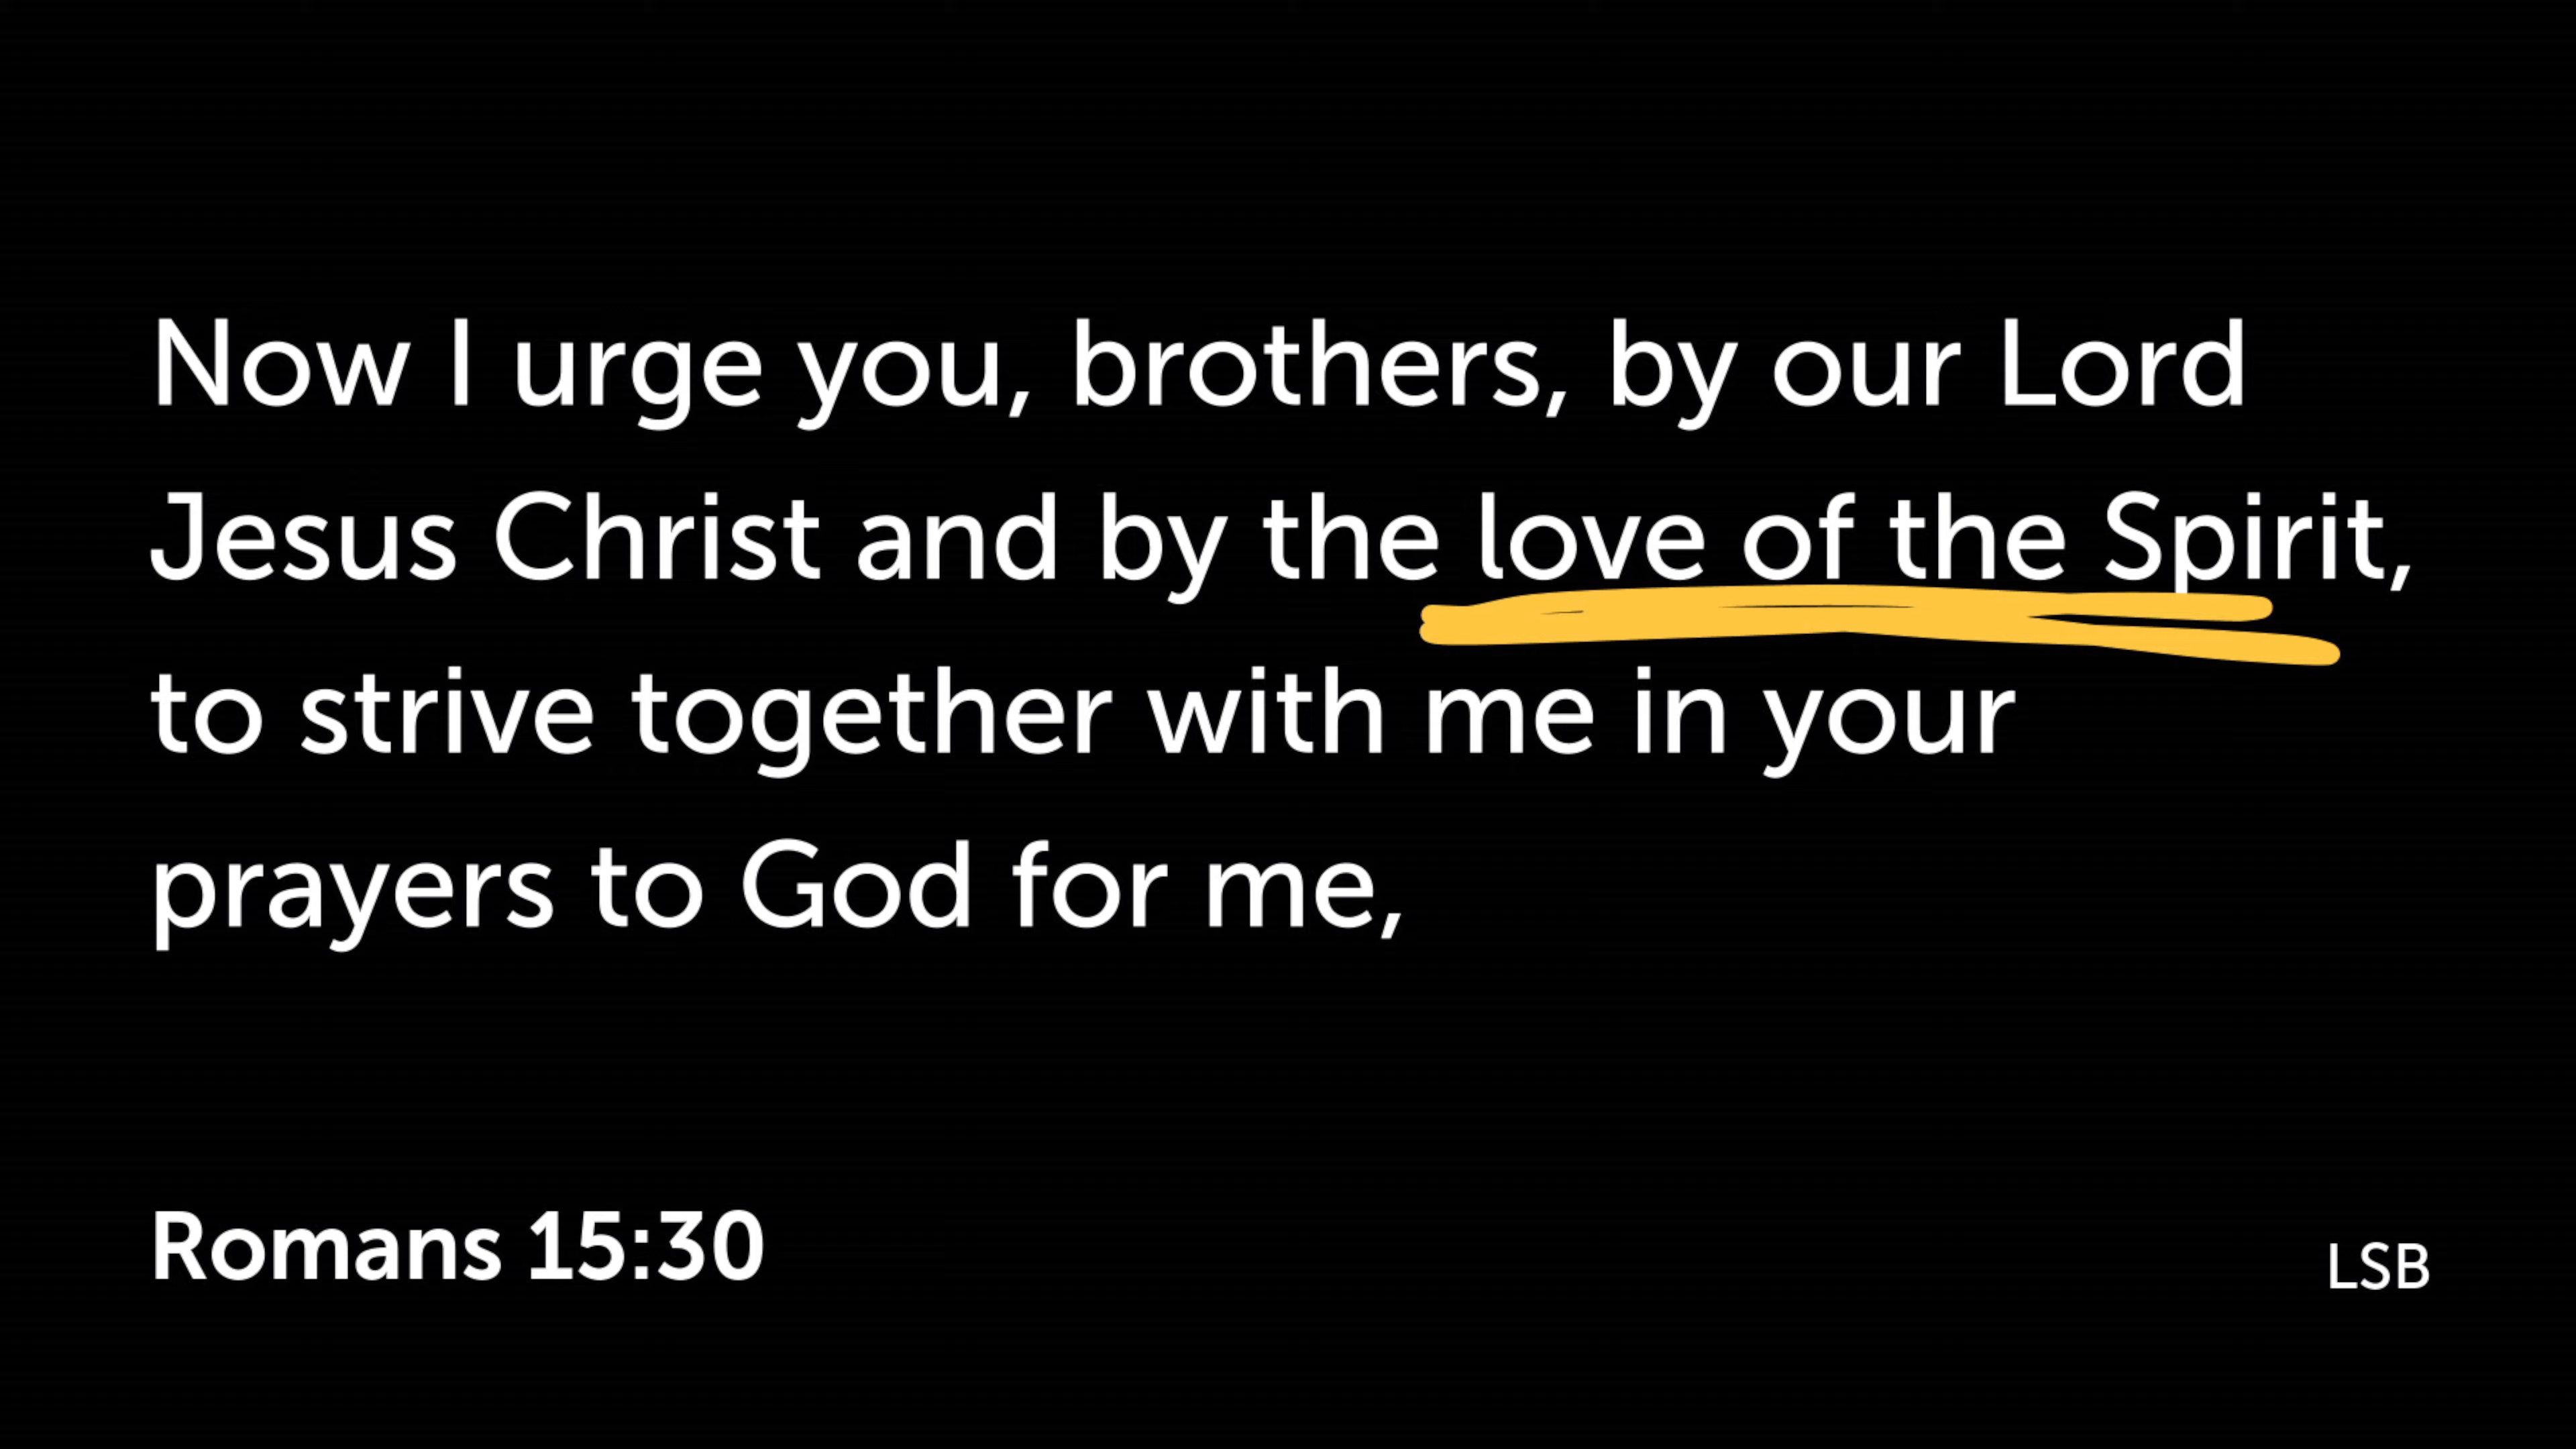 Now I urge you, brothers, by our Lord
Jesus Christ and by the love of the Spirit,
to strive together with me in your
prayers to God for me,
Romans 15:30
LSB